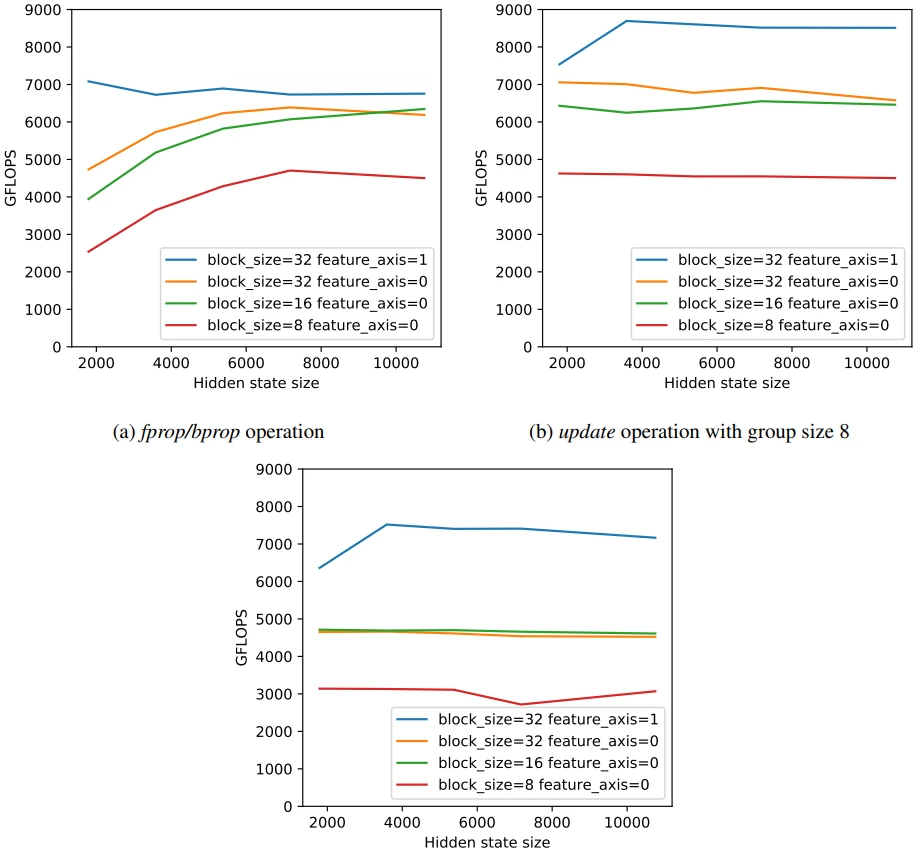 9000
8000
7000
6000
5000
4000
3000
2000
1000
0
GFLOPS
block_size=32 feature_axis=1
block_size=32 feature_axis=0
block_size=16 feature_axis=0
block_size=8 feature_axis=0
2000 4000 6000 8000 10000
Hidden state size
(a) fprop/bprop operation
9000
8000
7000
6000
5000
4000
3000
2000
1000
0
GFLOPS
block_size=32 feature_axis=1
block_size=32 feature_axis=0
block_size=16 feature_axis=0
block_size=8 feature_axis=0
2000 4000 6000 8000 10000
Hidden state size
(b) update operation with group size 8
9000
8000
7000
6000
5000
4000
3000
2000
1000
0
GFLOPS
block_size=32 feature_axis=1
block_size=32 feature_axis=0
block_size=16 feature_axis=0
block_size=8 feature_axis=0
2000 4000 6000 8000 10000
Hidden state size